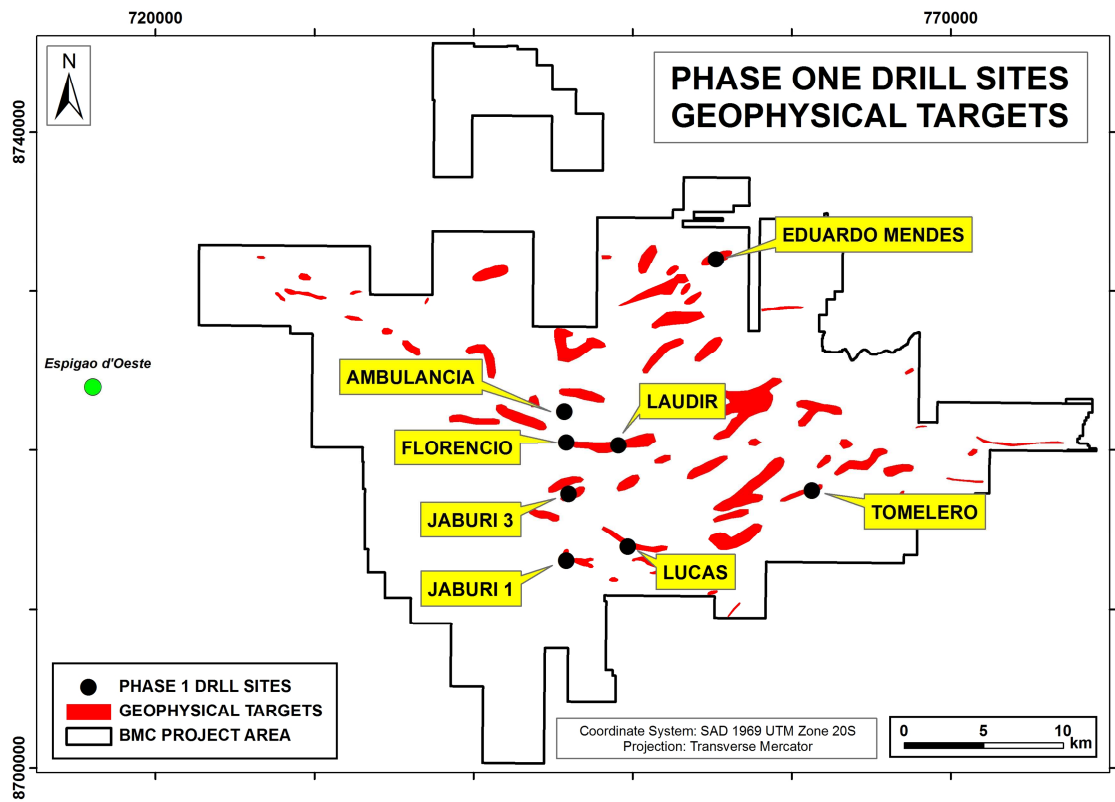 720000
770000
N
PHASE ONE DRILL SITES
GEOPHYSICAL TARGETS
8740000
EDUARDO MENDES
Espigao d'Oeste
AMBULANCIA
LAUDIR
FLORENCIO
JABURI 3
TOMELERO
LUCAS
JABURI 1
PHASE 1 DRLL SITES
GEOPHYSICAL TARGETS
BMC PROJECT AREA
Coordinate System: SAD 1969 UTM Zone 20S
Projection: Transverse Mercator
0 5 10
km
8700000